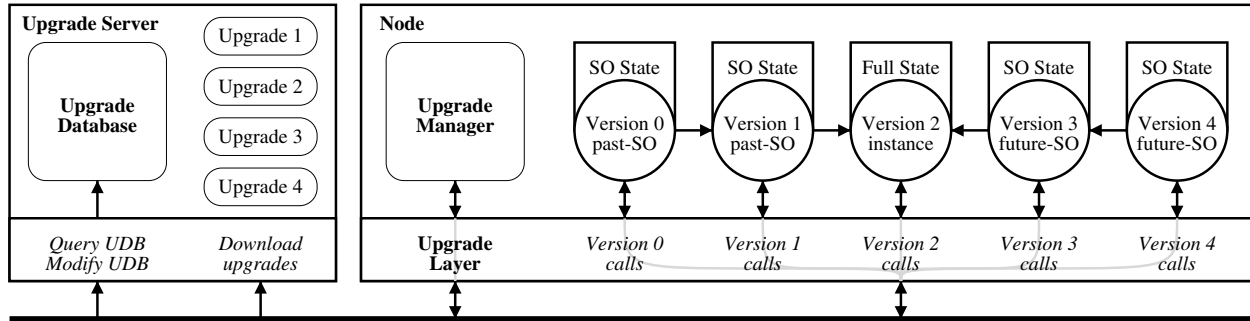 Upgrade Server
Upgrade
Database
Upgrade 1
Upgrade 2
Upgrade 3
Upgrade 4
Query UDB
Modify UDB
Download
upgrades
Node
Upgrade
Manager
SO State
Version 0
past-SO
SO State
Version 1
past-SO
Full State
Version 2
instance
SO State
Version 3
future-SO
SO State
Version 4
future-SO
Upgrade
Layer
Version 0
calls
Version 1
calls
Version 2
calls
Version 3
calls
Version 4
calls